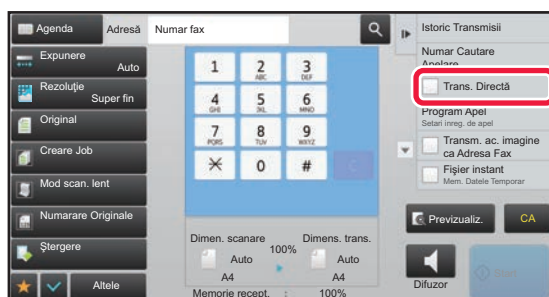 Agenda
Adresă
Numar fax
Expunere
Auto
Rezoluţie
Super fin
Original
Creare Job
Mod scan. lent
Numarare Originale
Ştergere
Altele
1
2
ABC
3
DEF
4
GHI
5
JKL
6
MNO
7
PQRS
8
TUV
9
WXYZ
0
#
C
Dimen. scanare
100%
Dimens. trans.
Auto
A4
Auto
A4
Memorie recept. : 100%
Istoric Transmisii
Numar Cautare
Apelare
Trans. Directă
Program Apel
Setari inreg. de apel
Transm. ac. imagine
ca Adresa Fax
Fişier instant
Mem. Datele Temporar
Previzualiz.
CA
Difuzor
Start